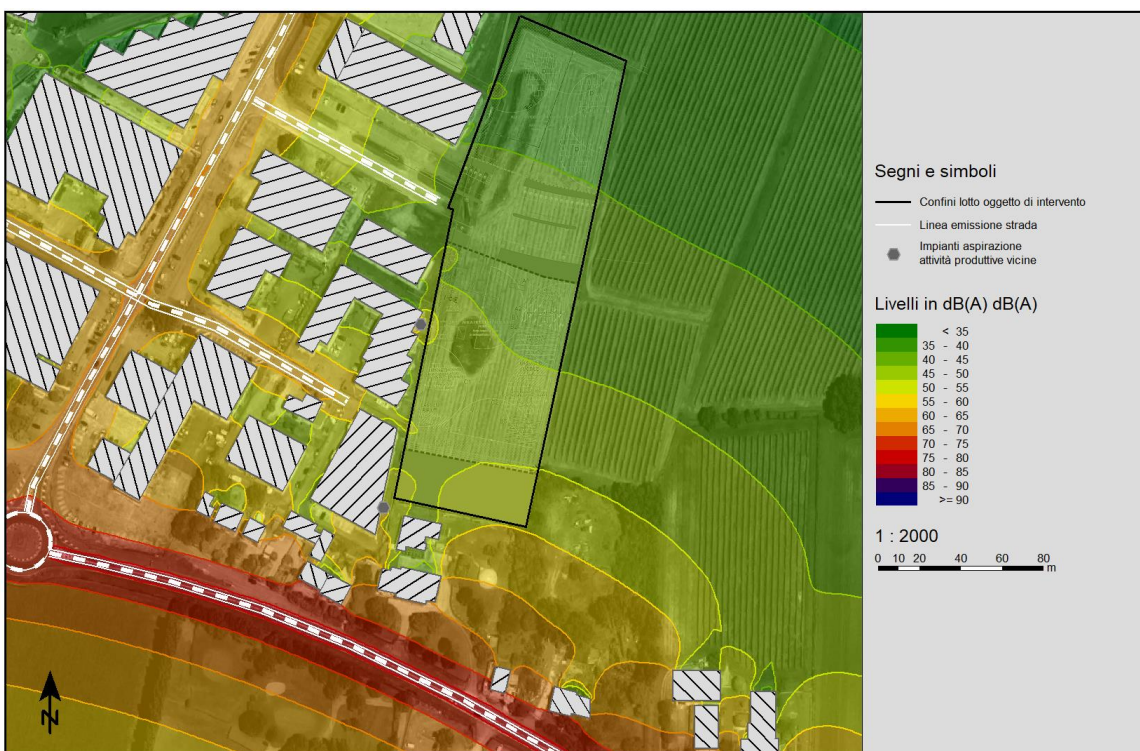 Segni e simboli
Confini lotto oggetto di intervento
Linea emissione strada
Impianti aspirazione
attività produttive vicine
Livelli in dB(A) dB(A)
< 35
35 - 40
40 - 45
45 - 50
50 - 55
55 - 60
60 - 65
65 - 70
70 - 75
75 - 80
80 - 85
85 - 90
>= 90
1 : 2000
0 10 20 40 60 80
m
N